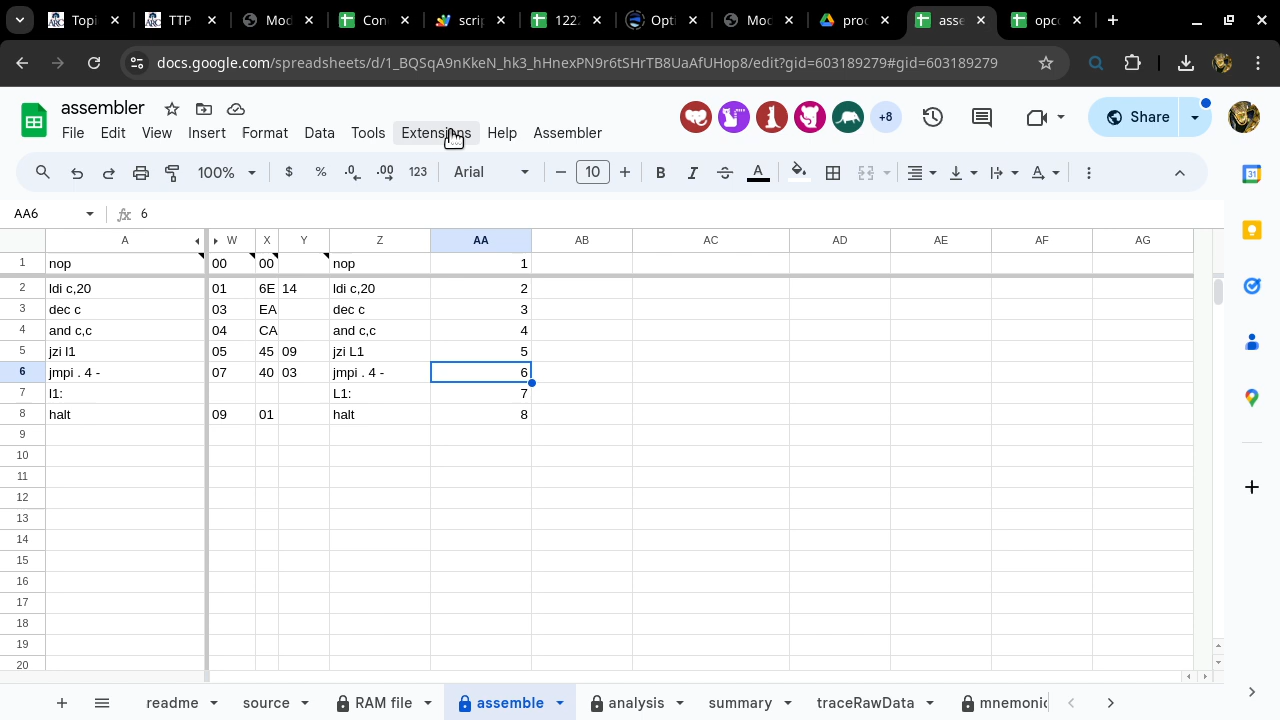 Topi
TTP
Mod
Con
scrip
122
Opti
Mod
proc
asse
opco
docs.google.com/spreadsheets/d/1_BQSqA9nKkeN_hk3_hHnexPN9r6tSHrTB8UaAfUHop8/edit?gid=603189279#gid=603189279
assembler
+8
Share
File Edit View Insert Format Data Tools Extensions Help Assembler
100% $ % .0 .00 123 Arial 10 B I S A
AA6 fx 6
A W X Y Z AA AB AC AD AE AF AG
1 nop 00 00 nop 1
2 ldi c,20 01 6E 14 ldi c,20 2
3 dec c 03 EA dec c 3
4 and c,c 04 CA and c,c 4
5 jzi l1 05 45 09 jzi L1 5
6 jmpi . 4 - 07 40 03 jmpi . 4 - 6
7 l1: L1: 7
8 halt 09 01 halt 8
9
10
11
12
13
14
15
16
17
18
19
20
readme source RAM file assemble analysis summary traceRawData mnemonic
31